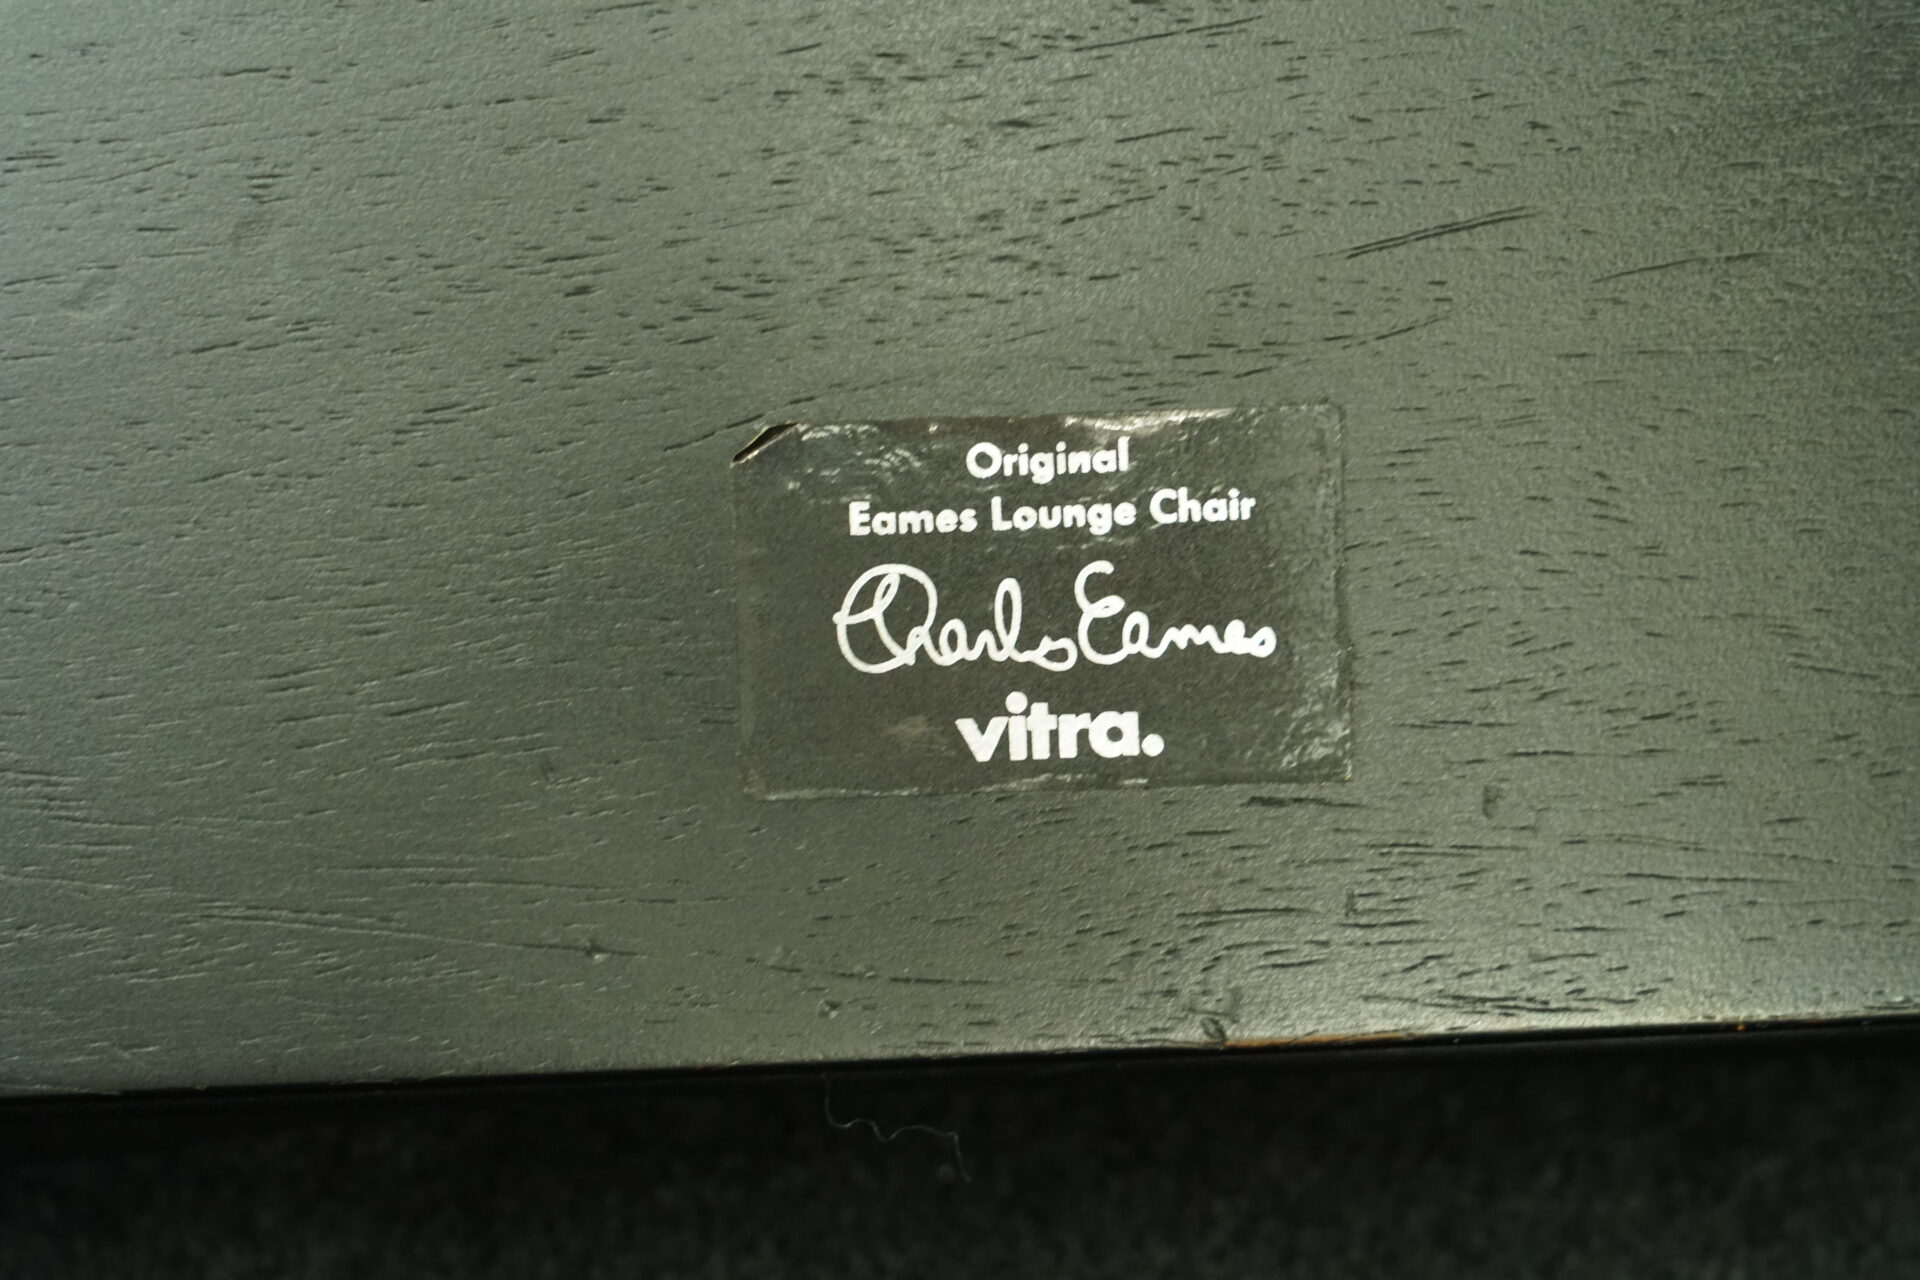 Original
Eames Lounge Chair
Charles Eames
vitra.